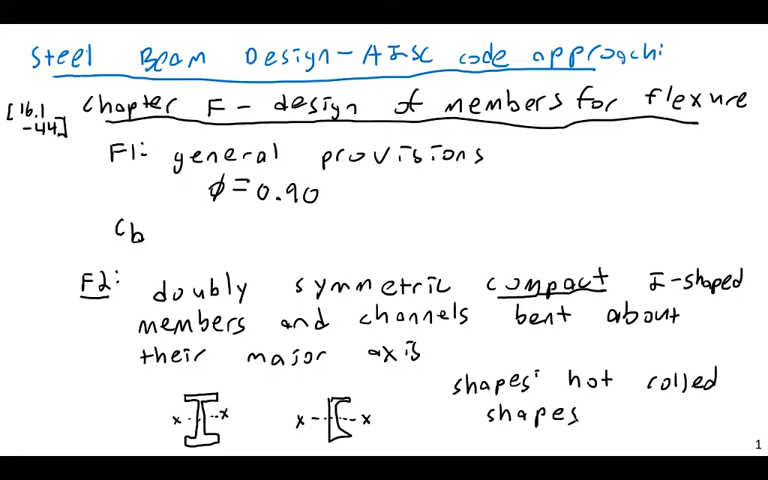 Steel Beam Design - AISC code approach:
[16.1 -44] Chapter F - design of members for flexure
F1: general provisions
ϕ = 0.90
Cb
F2: doubly symmetric compact I-shaped
members and channels bent about
their major axis
shapes: hot rolled
shapes
x x x x
1